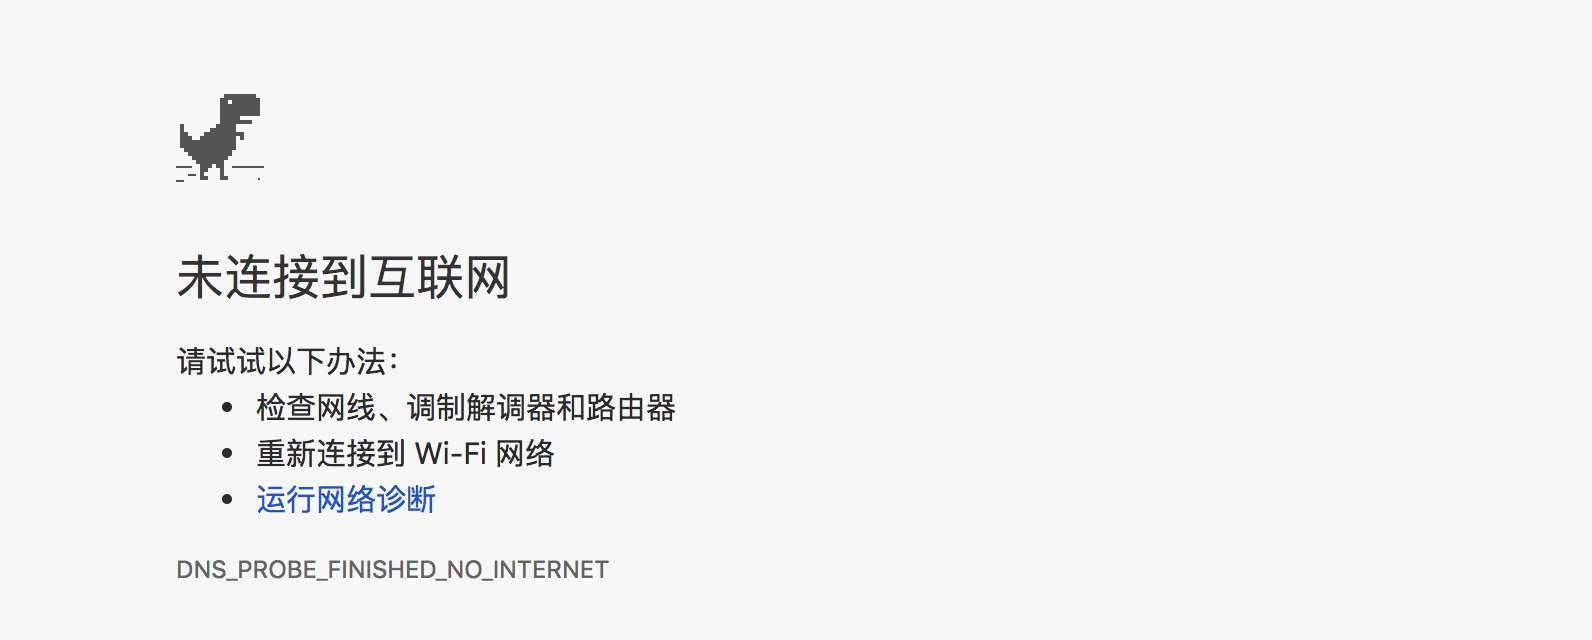 未连接到互联网
请试试以下办法：
检查网线、调制解调器和路由器
重新连接到 Wi-Fi 网络
运行网络诊断
DNS_PROBE_FINISHED_NO_INTERNET